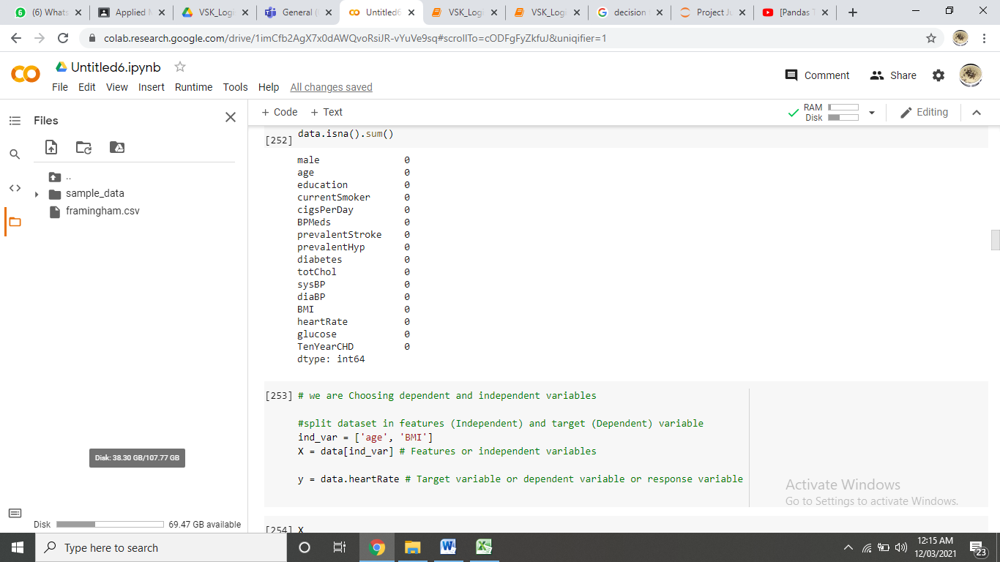 (6) Whats
Applied M
VSK_Logi
General (
Untitled6
VSK_Logi
VSK_Logi
decision
Project Ju
[Pandas T
colab.research.google.com/drive/1imCfb2AgX7x0dAWQvoRsiJR-vYuVe9sq#scrollTo=cODFgFyZkfuJ&uniqifier=1
Untitled6.ipynb
File Edit View Insert Runtime Tools Help All changes saved
Comment Share
Files
+ Code + Text
RAM
Disk
Editing
..
sample_data
framingham.csv
Disk: 38.30 GB/107.77 GB
Disk 69.47 GB available
[252] data.isna().sum()
male 0
age 0
education 0
currentSmoker 0
cigsPerDay 0
BPMeds 0
prevalentStroke 0
prevalentHyp 0
diabetes 0
totChol 0
sysBP 0
diaBP 0
BMI 0
heartRate 0
glucose 0
TenYearCHD 0
dtype: int64
[253] # we are Choosing dependent and independent variables
#split dataset in features (Independent) and target (Dependent) variable
ind_var = ['age', 'BMI']
X = data[ind_var] # Features or independent variables
y = data.heartRate # Target variable or dependent variable or response variable
Activate Windows
Go to Settings to activate Windows.
[254] X
Type here to search
12:15 AM
12/03/2021
23